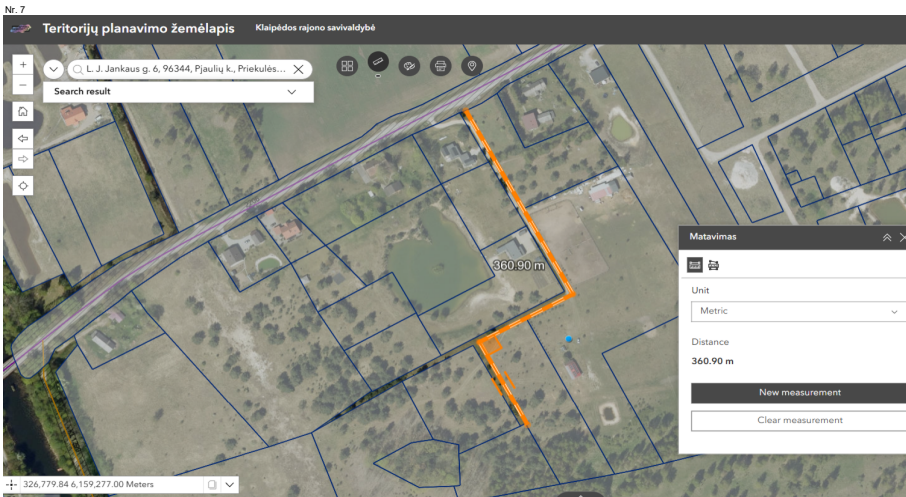 Nr. 7
Teritorijų planavimo žemėlapis Klaipėdos rajono savivaldybė
L. J. Jankaus g. 6, 96344, Pjaulių k., Priekulės...
Search result
360.90 m
Matavimas
Unit
Metric
Distance
360.90 m
New measurement
Clear measurement
326,779.84 6,159,277.00 Meters